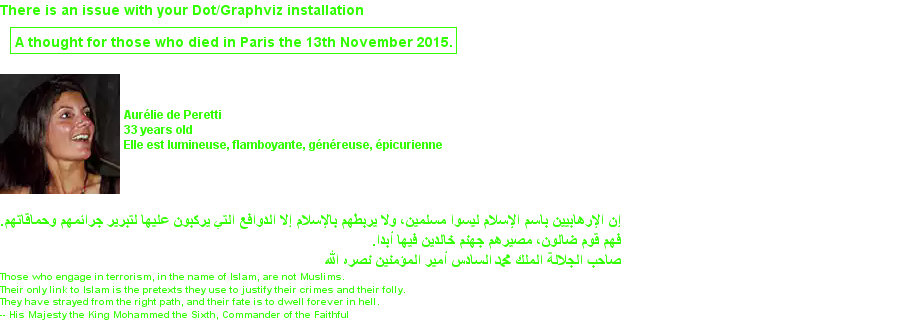 There is an issue with your Dot/Graphviz installation
A thought for those who died in Paris the 13th November 2015.
Aurélie de Peretti
33 years old
Elle est lumineuse, flamboyante, généreuse, épicurienne
إن الإرهابيين باسم الإسلام ليسوا مسلمين، ولا يربطهم بالإسلام إلا الدوافع التي يركبون عليها لتبرير جرائمهم وحماقاتهم.
فهم قوم ضالون، مصيرهم جهنم خالدين فيها أبدا.
صاحب الجلالة الملك محمد السادس أمير المؤمنين نصره الله
Those who engage in terrorism, in the name of Islam, are not Muslims.
Their only link to Islam is the pretexts they use to justify their crimes and their folly.
They have strayed from the right path, and their fate is to dwell forever in hell.
-- His Majesty the King Mohammed the Sixth, Commander of the Faithful